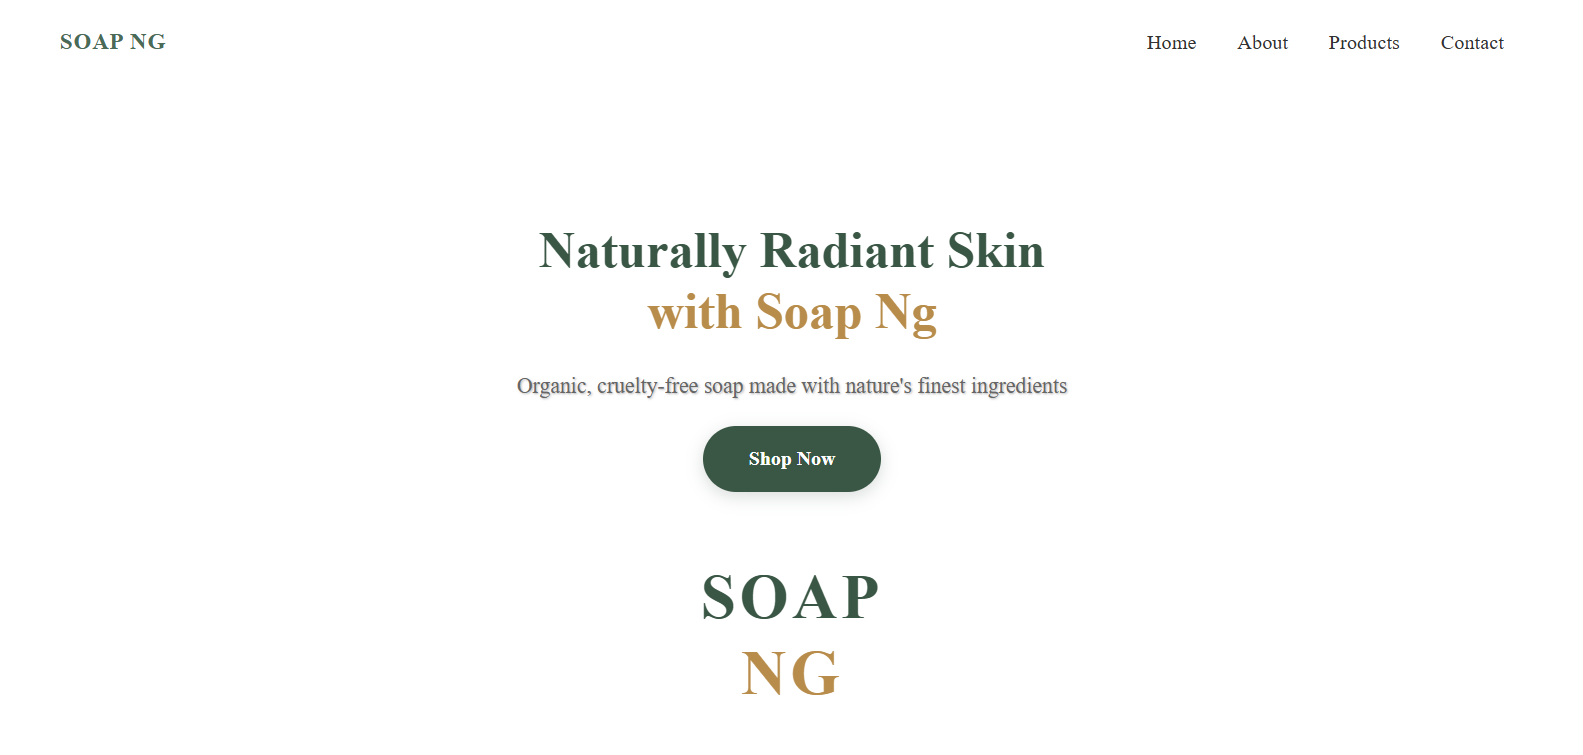 SOAP NG
Home About Products Contact
Naturally Radiant Skin
with Soap Ng
Organic, cruelty-free soap made with nature's finest ingredients
Shop Now
SOAP
NG